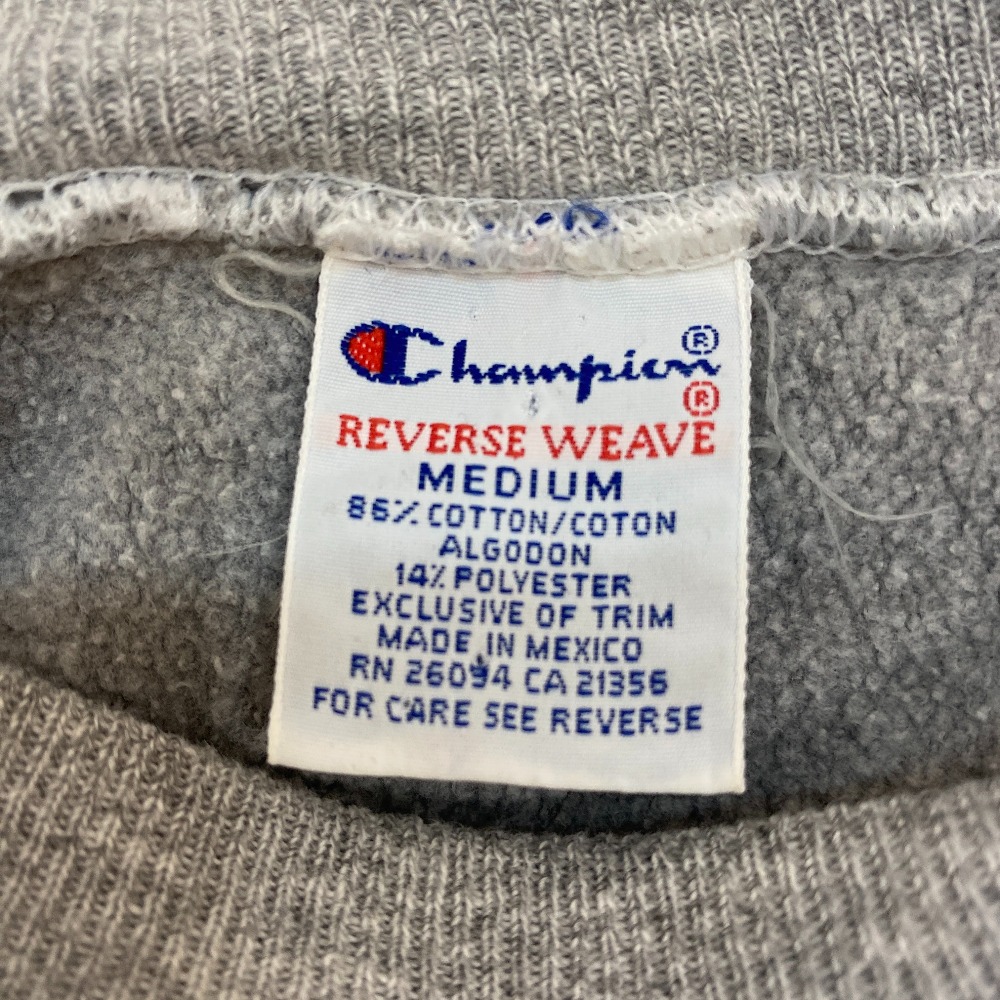 Champion®
®
REVERSE WEAVE
MEDIUM
86% COTTON/COTON
ALGODON
14% POLYESTER
EXCLUSIVE OF TRIM
MADE IN MEXICO
RN 26094 CA 21356
FOR CARE SEE REVERSE